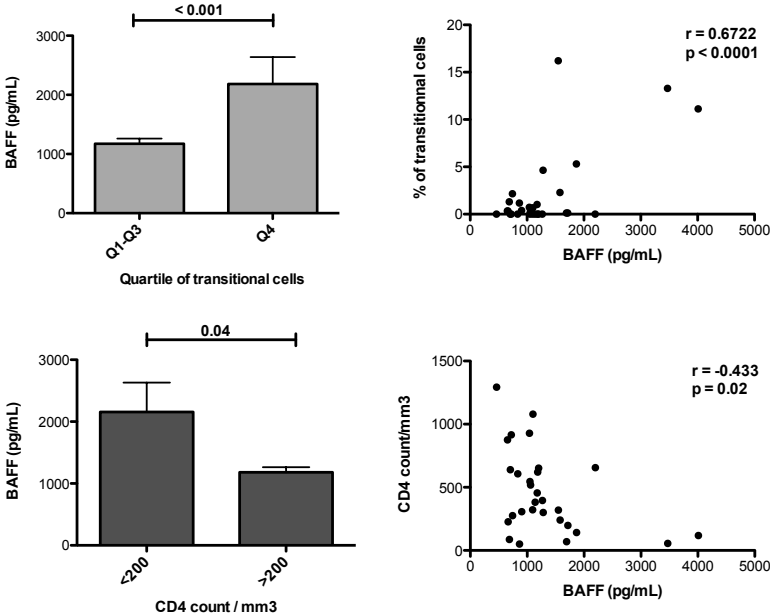 < 0.001
3000
2000
1000
0
BAFF (pg/mL)
Q1-Q3
Q4
Quartile of transitional cells
r = 0.6722
p < 0.0001
20
15
10
5
0
% of transitionnal cells
0
1000
2000
3000
4000
5000
BAFF (pg/mL)
0.04
3000
2000
1000
0
BAFF (pg/mL)
<200
>200
CD4 count / mm3
r = -0.433
p = 0.02
1500
1000
500
0
CD4 count/mm3
0
1000
2000
3000
4000
5000
BAFF (pg/mL)